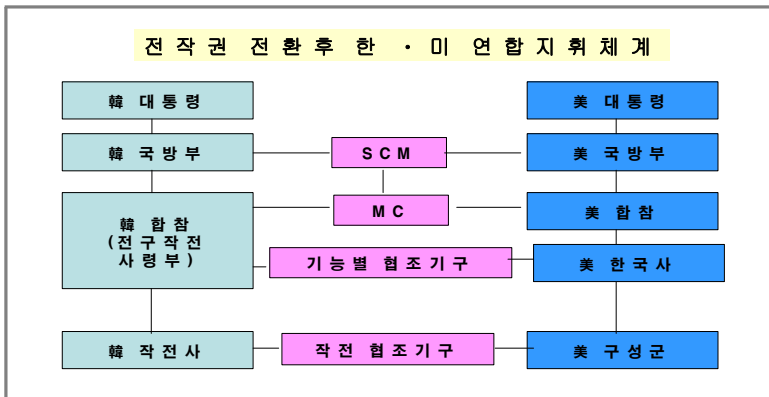 전작권 전환후 한 · 미 연합지휘체계
韓 대통령
美 대통령
韓 국방부
SCM
美 국방부
韓 합참
(전구작전
사령부)
MC
美 합참
기능별 협조기구
美 한국사
韓 작전사
작전 협조기구
美 구성군